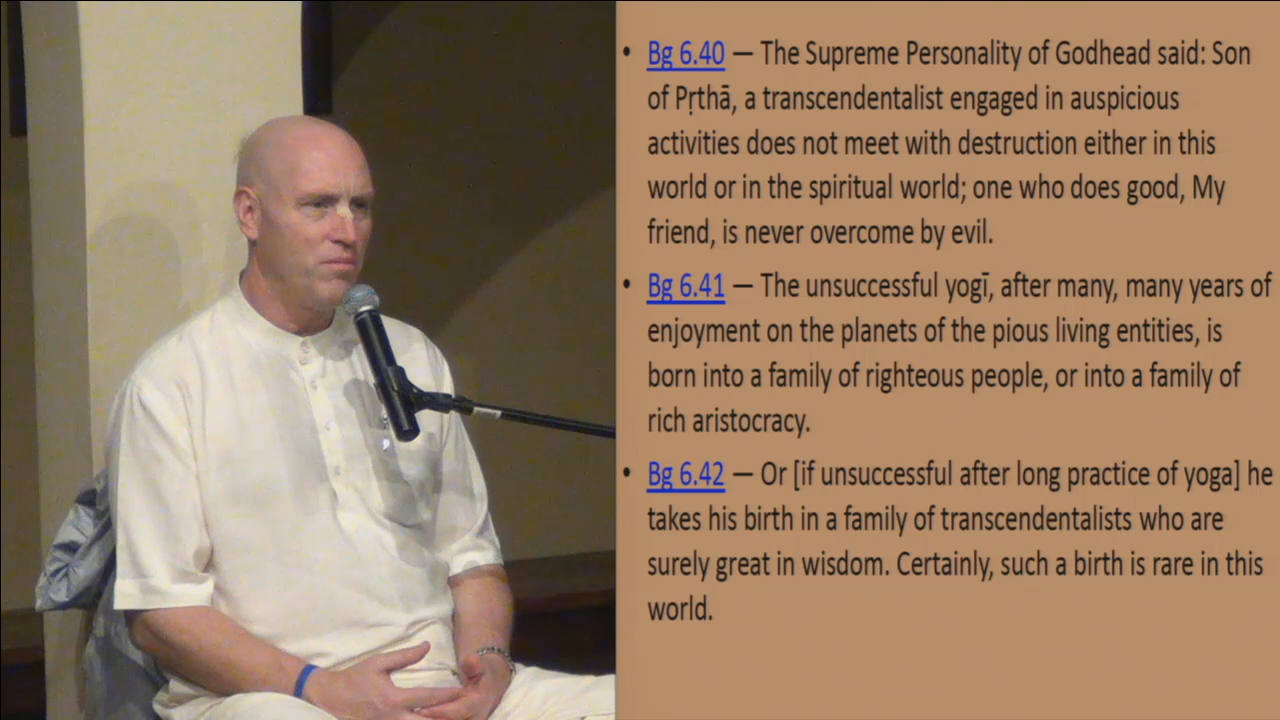 • Bg 6.40 — The Supreme Personality of Godhead said: Son
of Pṛthā, a transcendentalist engaged in auspicious
activities does not meet with destruction either in this
world or in the spiritual world; one who does good, My
friend, is never overcome by evil.
• Bg 6.41 — The unsuccessful yogī, after many, many years of
enjoyment on the planets of the pious living entities, is
born into a family of righteous people, or into a family of
rich aristocracy.
• Bg 6.42 — Or [if unsuccessful after long practice of yoga] he
takes his birth in a family of transcendentalists who are
surely great in wisdom. Certainly, such a birth is rare in this
world.